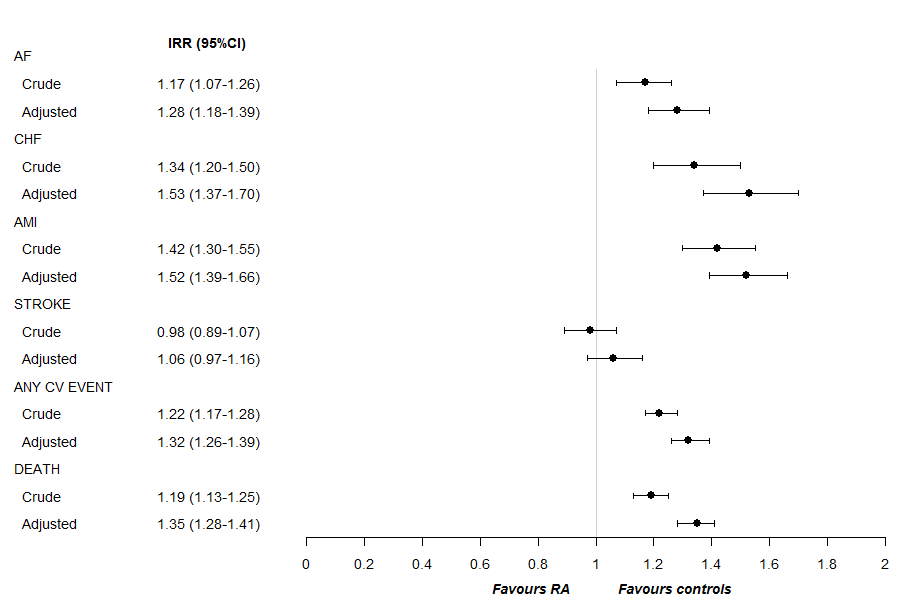 IRR (95%CI)
AF
Crude 1.17 (1.07-1.26)
Adjusted 1.28 (1.18-1.39)
CHF
Crude 1.34 (1.20-1.50)
Adjusted 1.53 (1.37-1.70)
AMI
Crude 1.42 (1.30-1.55)
Adjusted 1.52 (1.39-1.66)
STROKE
Crude 0.98 (0.89-1.07)
Adjusted 1.06 (0.97-1.16)
ANY CV EVENT
Crude 1.22 (1.17-1.28)
Adjusted 1.32 (1.26-1.39)
DEATH
Crude 1.19 (1.13-1.25)
Adjusted 1.35 (1.28-1.41)
0 0.2 0.4 0.6 0.8 1 1.2 1.4 1.6 1.8 2
Favours RA Favours controls